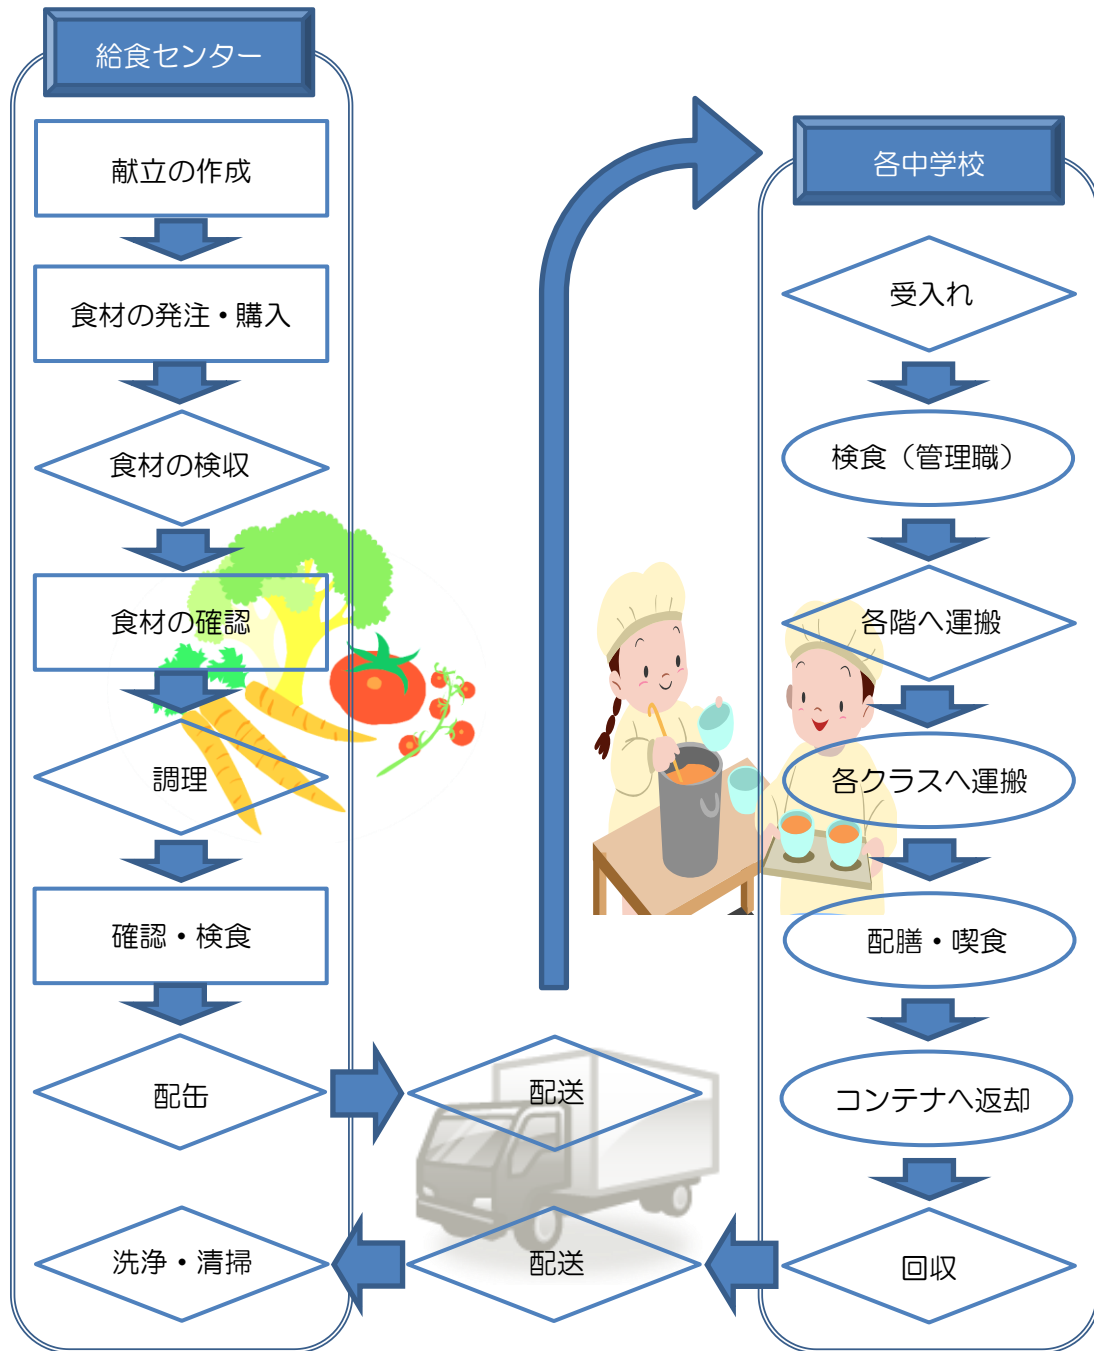 給食センター
献立の作成
食材の発注・購入
食材の検収
食材の確認
調理
確認・検食
配缶
配送
各中学校
受入れ
検食（管理職）
各階へ運搬
各クラスへ運搬
配膳・喫食
コンテナへ返却
回収
配送
洗浄・清掃